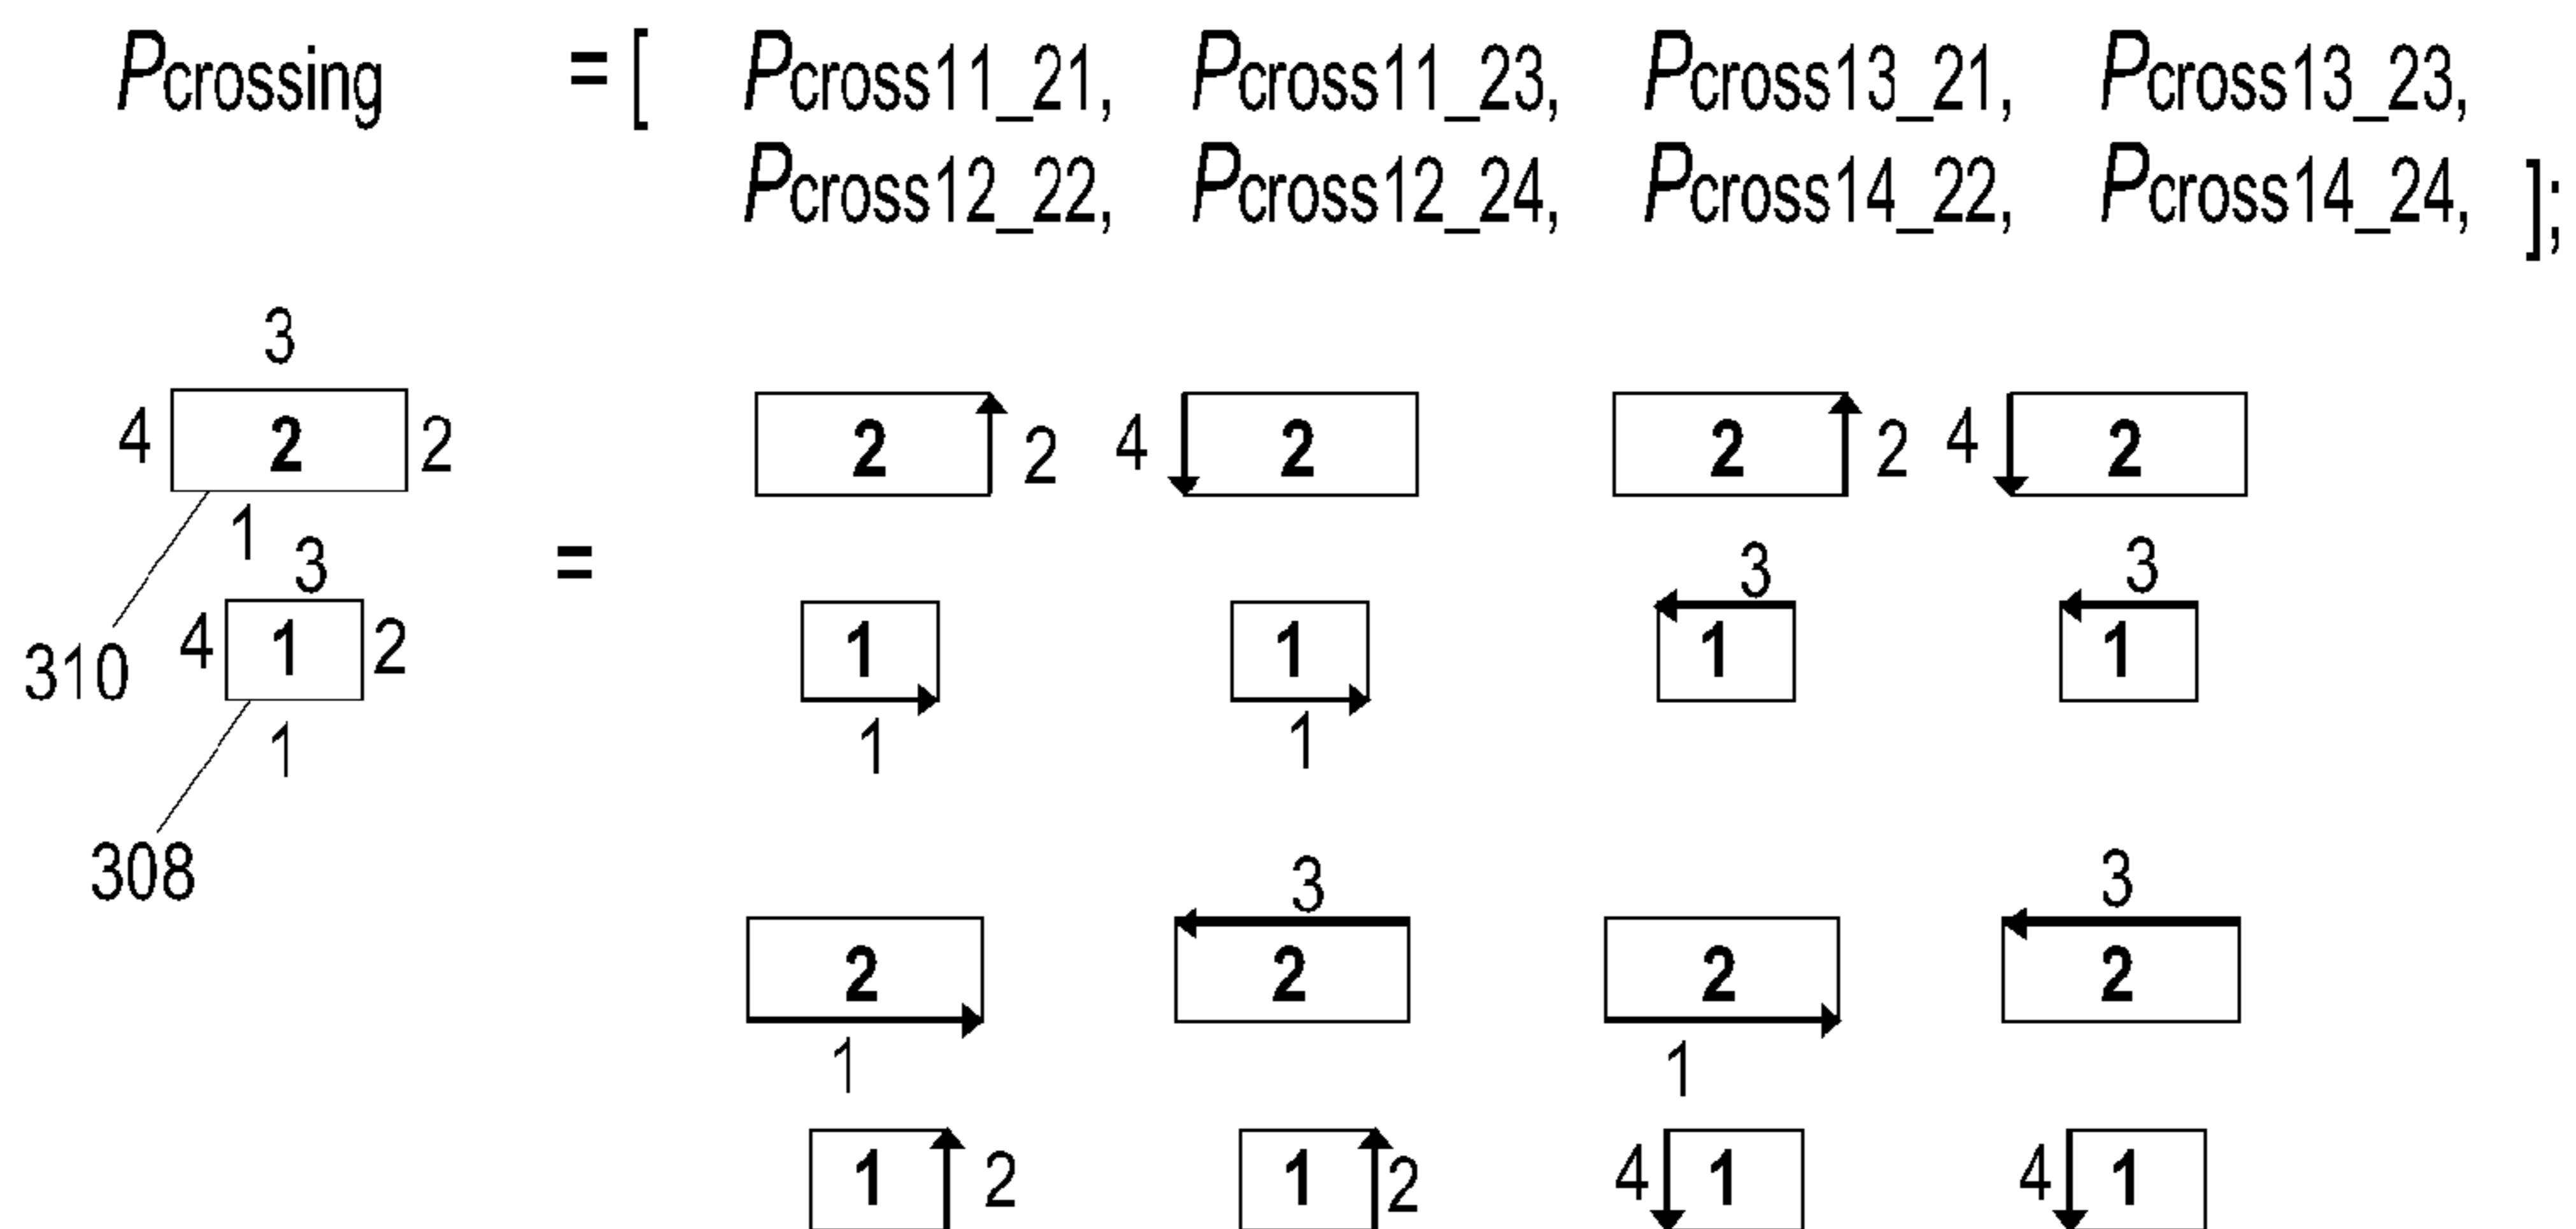 Pcrossing = [ Pcross11_21, Pcross11_23, Pcross13_21, Pcross13_23,
Pcross12_22, Pcross12_24, Pcross14_22, Pcross14_24, ];
3
4 2 2
1
3
4 1 2
1
310
308
=
2 2 4 2 2 2 4 2
3 3
1 1 1 1
1 1
3 3
2 2 2 2
1 1
1 2 1 2 4 1 4 1